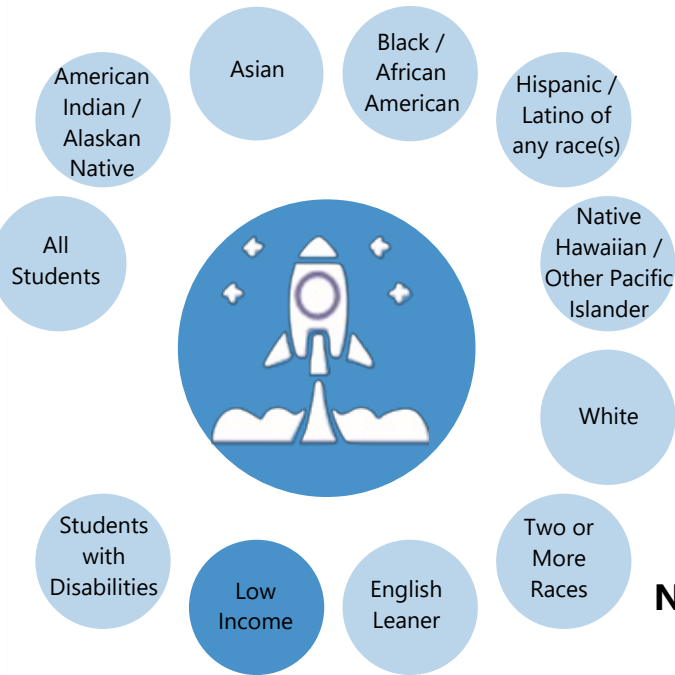 All
Students
American
Indian /
Alaskan
Native
Asian
Black /
African
American
Hispanic /
Latino of
any race(s)
Native
Hawaiian /
Other Pacific
Islander
White
Two or
More
Races
English
Leaner
Low
Income
Students
with
Disabilities
N